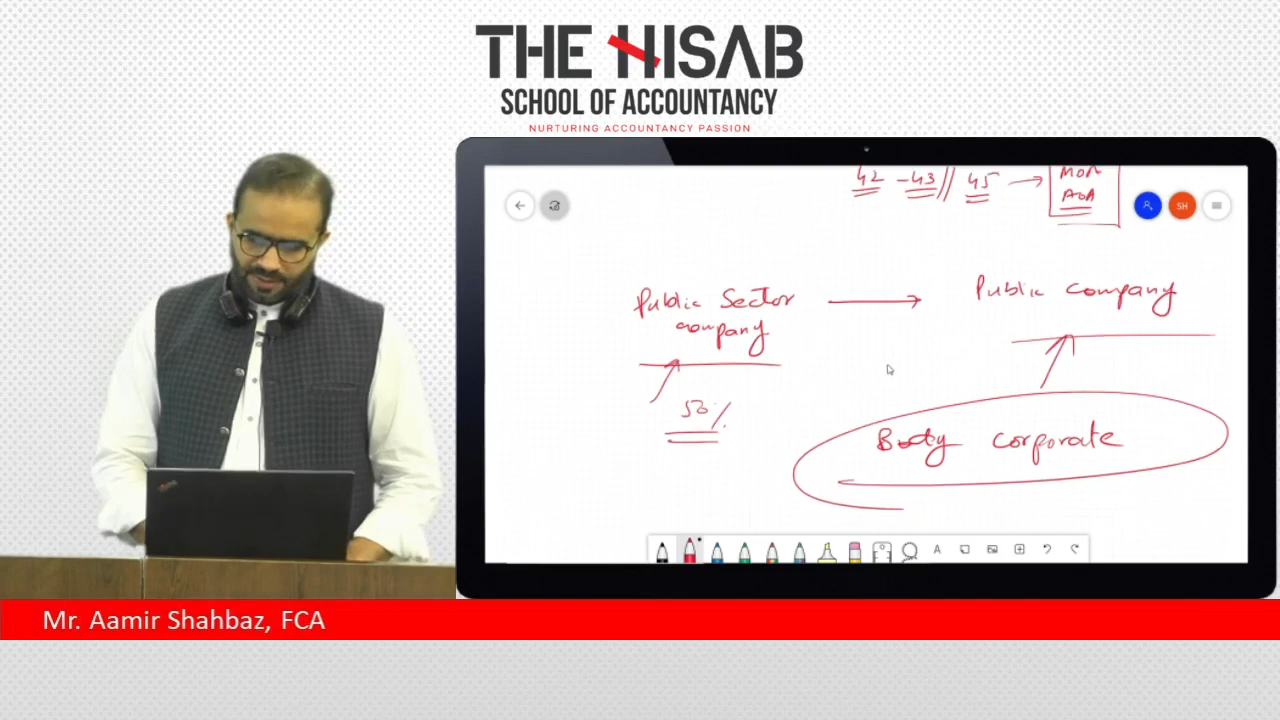 THE HISAB
SCHOOL OF ACCOUNTANCY
NURTURING ACCOUNTANCY PASSION
42 -43// 45 → MOA
AOA
SH
Public Sector → Public company
company
50%
Body corporate
A
Mr. Aamir Shahbaz, FCA